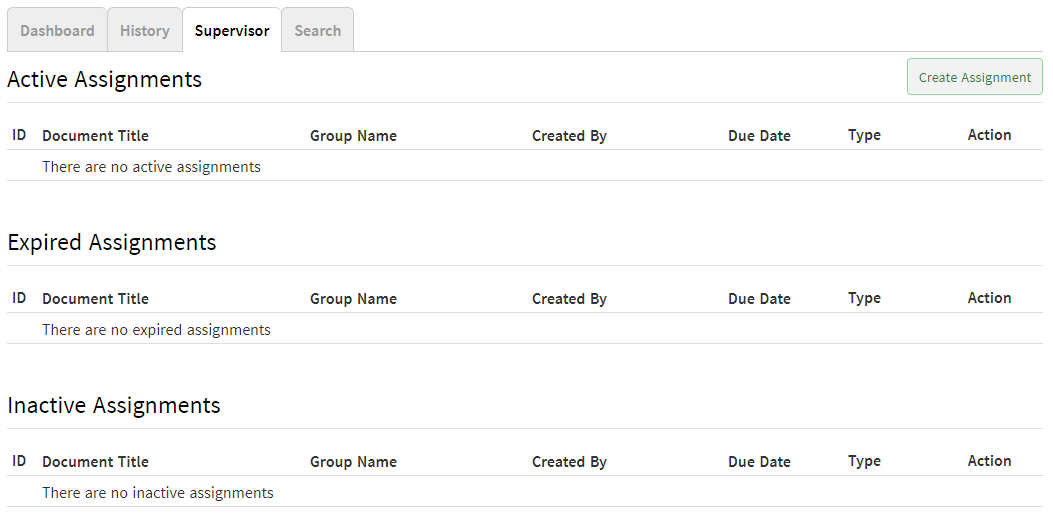 Dashboard History Supervisor Search
Active Assignments Create Assignment
ID Document Title Group Name Created By Due Date Type Action
There are no active assignments
Expired Assignments
ID Document Title Group Name Created By Due Date Type Action
There are no expired assignments
Inactive Assignments
ID Document Title Group Name Created By Due Date Type Action
There are no inactive assignments